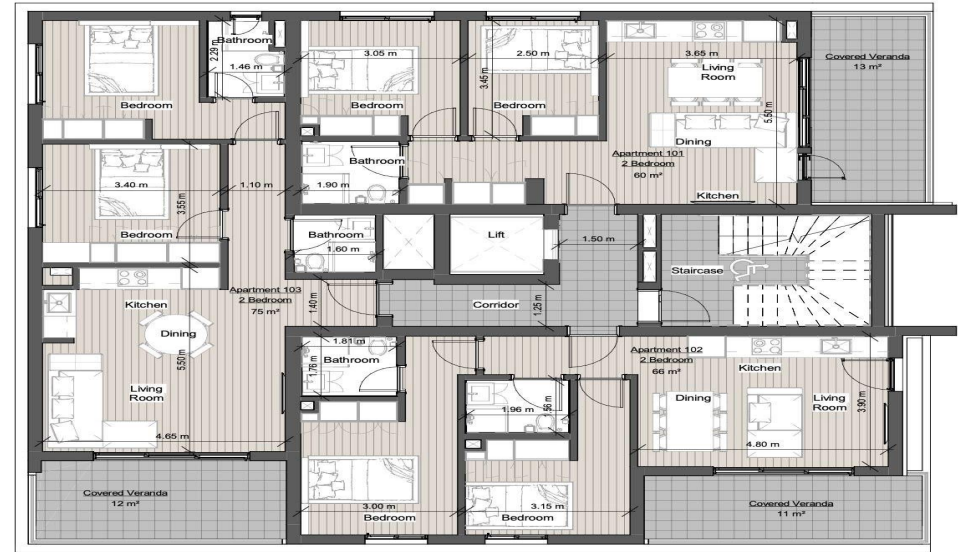 Bathroom
2.29 m
1.46 m
Bedroom
3.05 m
Bedroom
2.50 m
3.45 m
Bedroom
3.65 m
Living
Room
5.50 m
Dining
Apartment 101
2 Bedroom
60 m²
Kitchen
Covered Veranda
13 m²
3.40 m
3.55 m
Bedroom
1.10 m
Bathroom
1.90 m
Bathroom
1.60 m
Lift
1.50 m
Staircase
Corridor
1.25 m
Kitchen
Apartment 103
2 Bedroom
75 m²
1.40 m
Dining
5.50 m
Living
Room
4.65 m
1.81 m
1.76 m
Bathroom
1.96 m
1.56 m
Apartment 102
2 Bedroom
66 m²
Kitchen
Dining
Living
Room
3.90 m
4.80 m
Covered Veranda
12 m²
3.00 m
Bedroom
3.15 m
Bedroom
Covered Veranda
11 m²